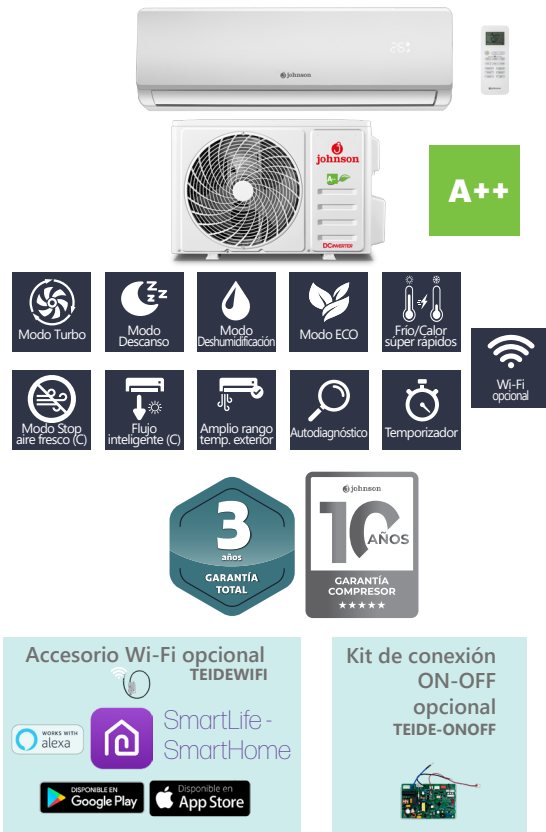 26
johnson
johnson
A++
DC INVERTER
A++
Modo Turbo
Z z z
Modo
Descanso
Modo
Deshumidificación
Modo ECO
Frío/Calor
súper rápidos
Wi-Fi
opcional
Modo Stop
aire fresco (C)
Flujo
inteligente (C)
Amplio rango
temp. exterior
Autodiagnóstico
Temporizador
3
años
GARANTÍA
TOTAL
johnson
10
AÑOS
GARANTÍA
COMPRESOR
Accesorio Wi-Fi opcional
TEIDEWIFI
WORKS WITH
alexa
SmartLife -
SmartHome
DISPONIBLE EN
Google Play
Disponible en
App Store
Kit de conexión
ON-OFF
opcional
TEIDE-ONOFF